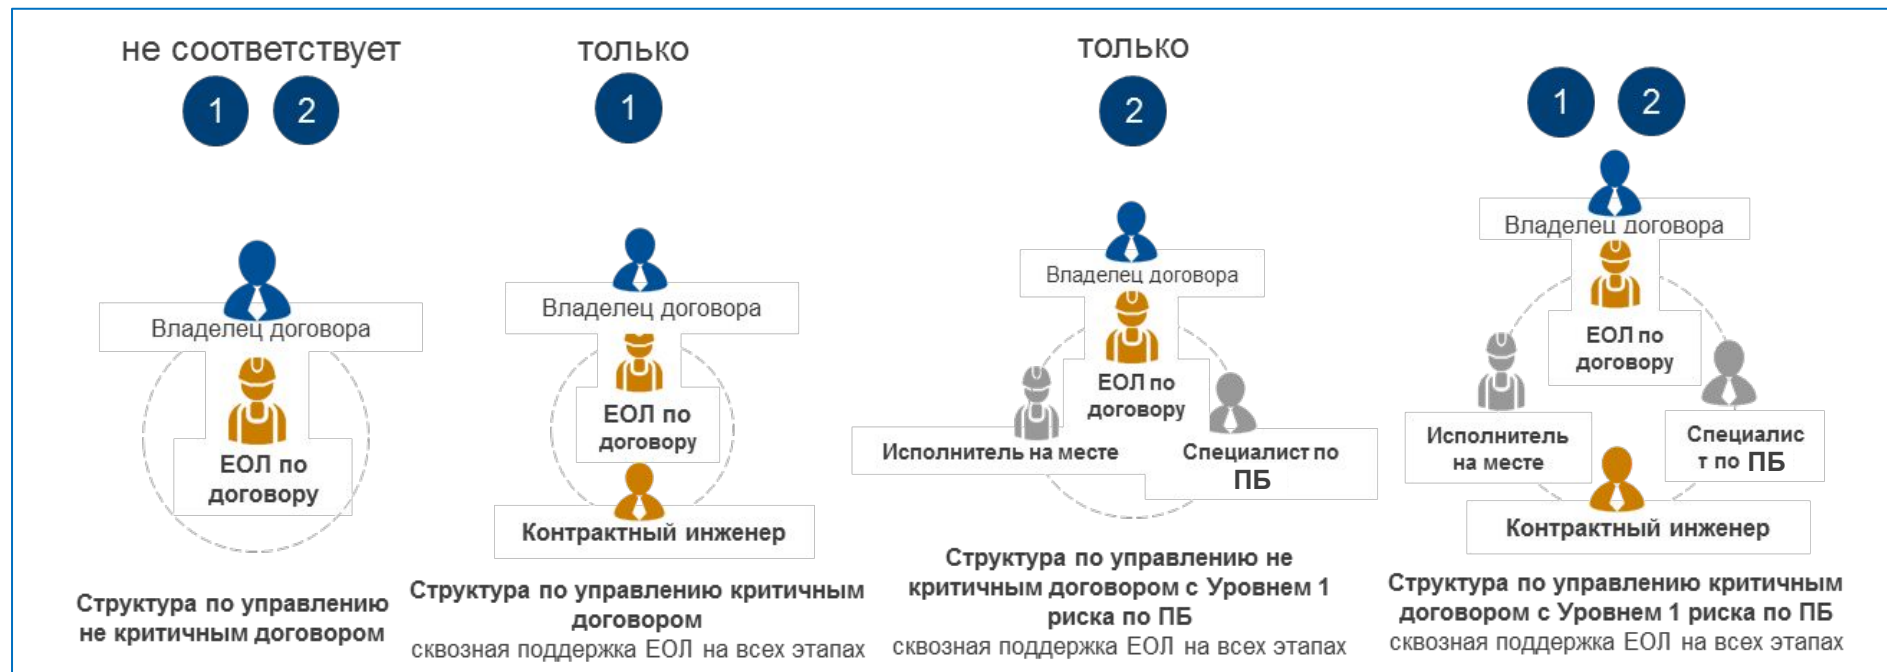 не соответствует
1
2
Владелец договора
ЕОЛ по
договору
Структура по управлению
не критичным договором
только
1
Владелец договора
ЕОЛ по
договору
Контрактный инженер
Структура по управлению критичным
договором
сквозная поддержка ЕОЛ на всех этапах
только
2
Владелец договора
ЕОЛ по
договору
Исполнитель на месте
Специалист по
ПБ
Структура по управлению не
критичным договором с Уровнем 1
риска по ПБ
сквозная поддержка ЕОЛ на всех этапах
1
2
Владелец договора
ЕОЛ по
договору
Исполнитель
на месте
Специалис
т по ПБ
Контрактный инженер
Структура по управлению критичным
договором с Уровнем 1 риска по ПБ
сквозная поддержка ЕОЛ на всех этапах